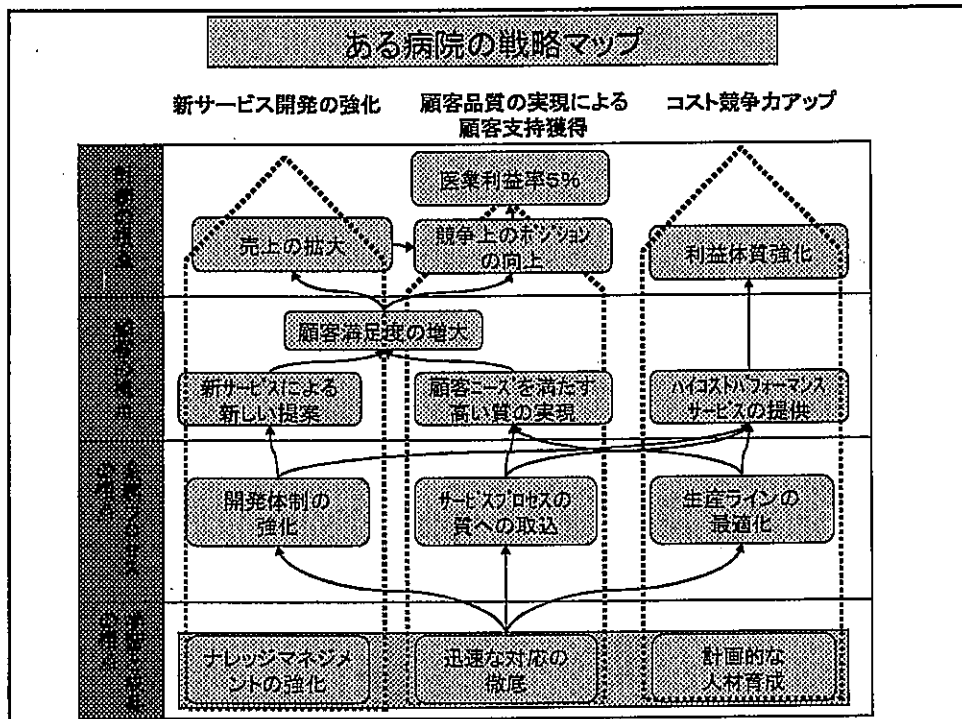 ある病院の戦略マップ
新サービス開発の強化
顧客品質の実現による
顧客支持獲得
コスト競争力アップ
医業利益率5%
売上の拡大
競争上のポジション
の向上
利益体質強化
顧客満足度の増大
新サービスによる
新しい提案
顧客ニーズを満たす
高い質の実現
ハイコストパフォーマンス
サービスの提供
開発体制の
強化
サービスプロセスの
質への取込
生産ラインの
最適化
ナレッジマネジメ
ントの強化
迅速な対応の
徹底
計画的な
人材育成